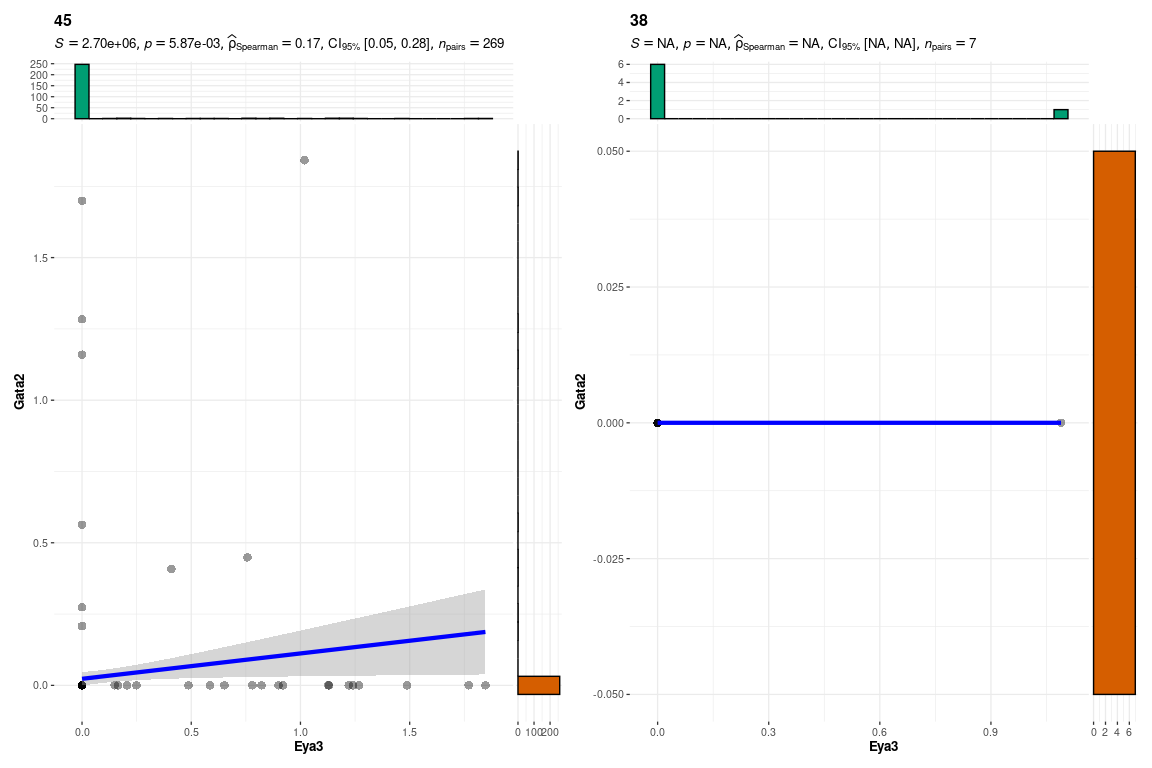 45
S = 2.70e+06, p = 5.87e-03, ρ̂Spearman = 0.17, CI95% [0.05, 0.28], npairs = 269
250
200
150
100
50
0
1.5
1.0
0.5
0.0
Gata2
0.0 0.5 1.0 1.5
0 100200
Eya3
38
S = NA, p = NA, ρ̂Spearman = NA, CI95% [NA, NA], npairs = 7
6
4
2
0
0.050
0.025
0.000
-0.025
-0.050
Gata2
0.0 0.3 0.6 0.9
0 2 4 6
Eya3